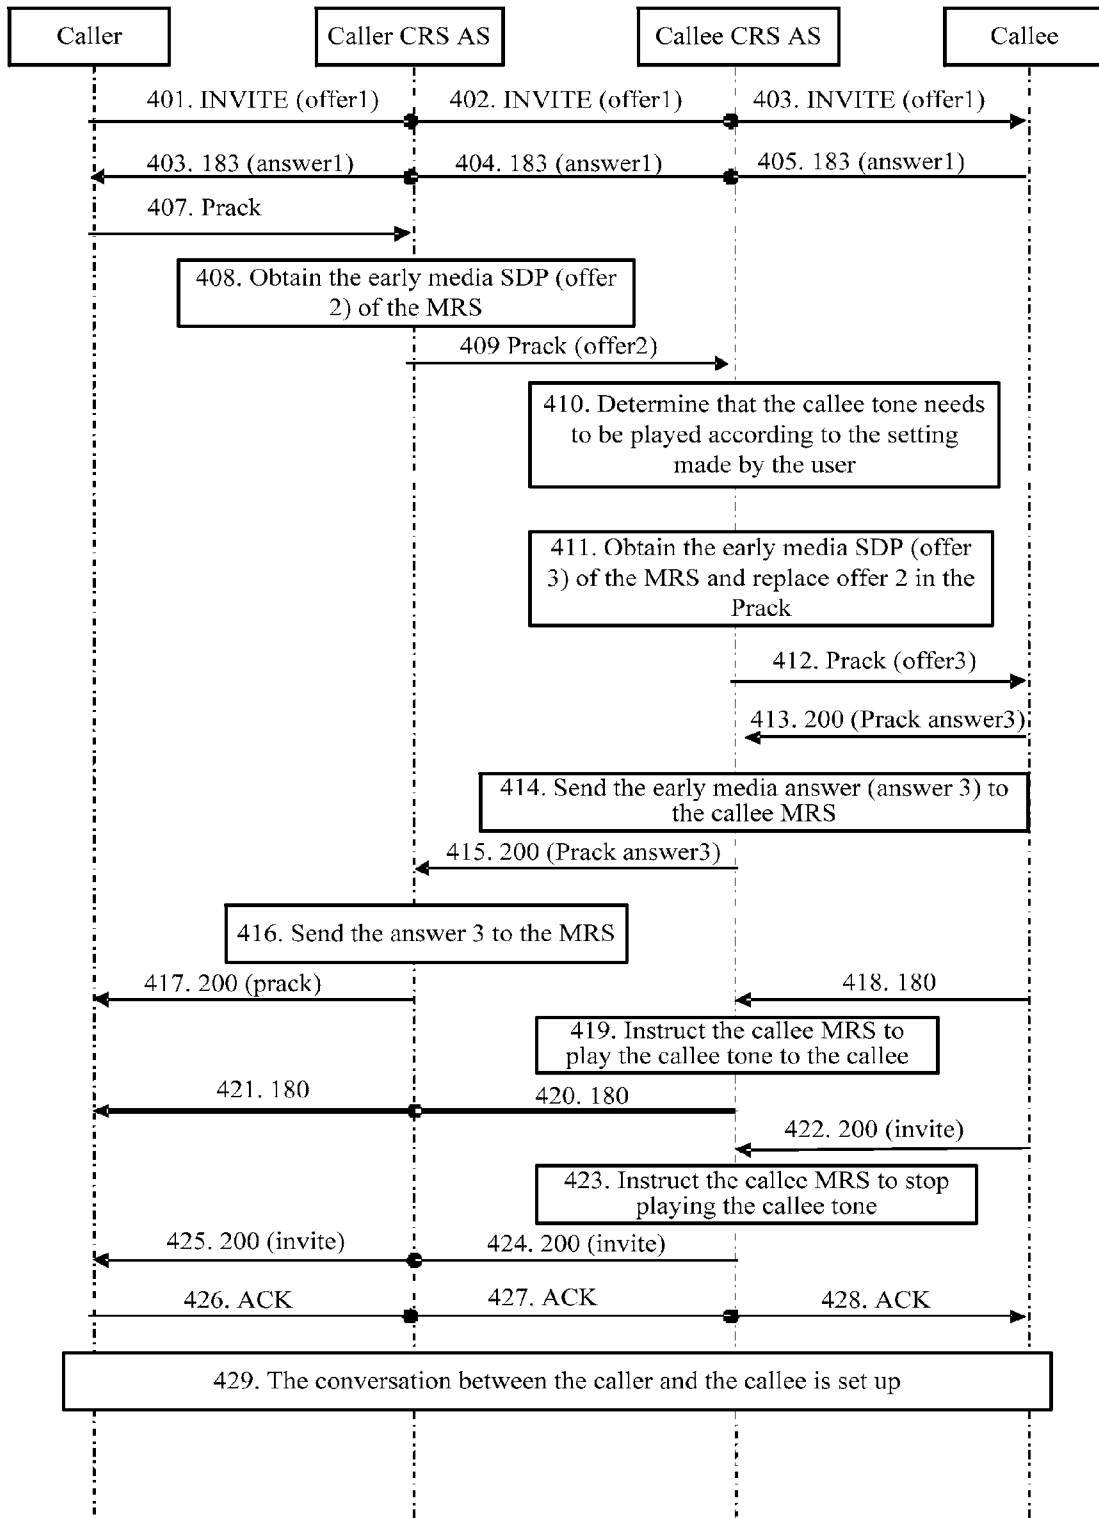 Caller
Caller CRS AS
Callee CRS AS
Callee
401. INVITE (offer1)
402. INVITE (offer1)
403. INVITE (offer1)
403. 183 (answer1)
404. 183 (answer1)
405. 183 (answer1)
407. Prack
408. Obtain the early media SDP (offer
2) of the MRS
409 Prack (offer2)
410. Determine that the callee tone needs
to be played according to the setting
made by the user
411. Obtain the early media SDP (offer
3) of the MRS and replace offer 2 in the
Prack
412. Prack (offer3)
413. 200 (Prack answer3)
414. Send the early media answer (answer 3) to
the callee MRS
415. 200 (Prack answer3)
416. Send the answer 3 to the MRS
417. 200 (prack)
418. 180
419. Instruct the callee MRS to
play the callee tone to the callee
421. 180
420. 180
422. 200 (invite)
423. Instruct the callee MRS to stop
playing the callee tone
425. 200 (invite)
424. 200 (invite)
426. ACK
427. ACK
428. ACK
429. The conversation between the caller and the callee is set up